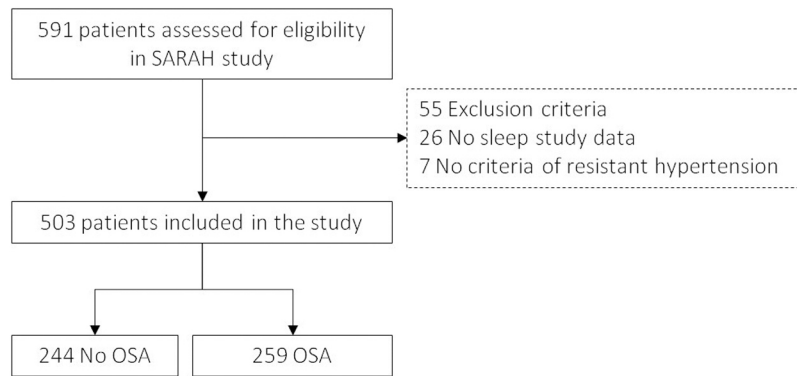 591 patients assessed for eligibility
in SARAH study
55 Exclusion criteria
26 No sleep study data
7 No criteria of resistant hypertension
503 patients included in the study
244 No OSA
259 OSA